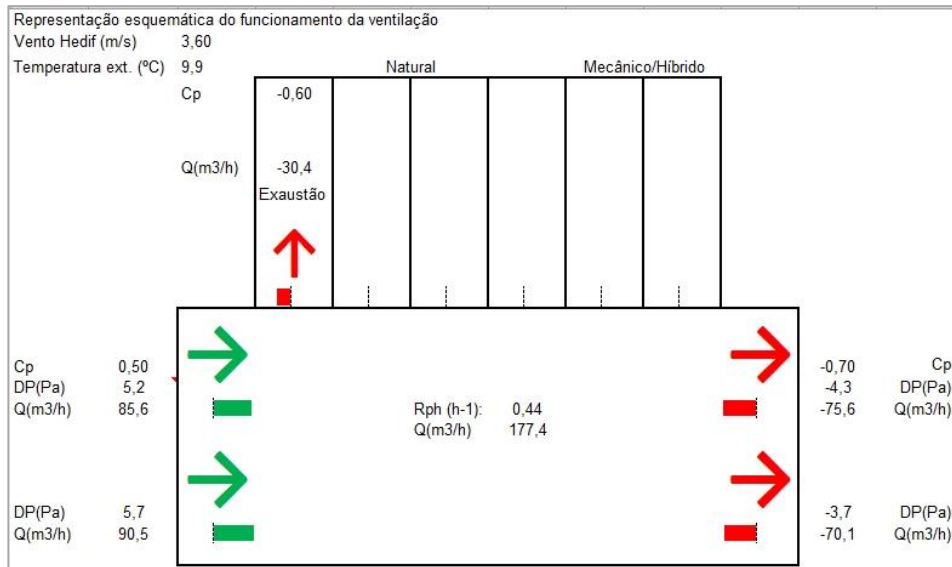 Representação esquemática do funcionamento da ventilação
Vento Hedif (m/s) 3,60
Temperatura ext. (ºC) 9,9 Natural Mecânico/Híbrido
Cp -0,60
Q(m3/h) -30,4
Exaustão
Cp 0,50 -0,70 Cp
DP(Pa) 5,2 -4,3 DP(Pa)
Q(m3/h) 85,6 Rph (h-1): 0,44 -75,6 Q(m3/h)
Q(m3/h) 177,4
DP(Pa) 5,7 -3,7 DP(Pa)
Q(m3/h) 90,5 -70,1 Q(m3/h)